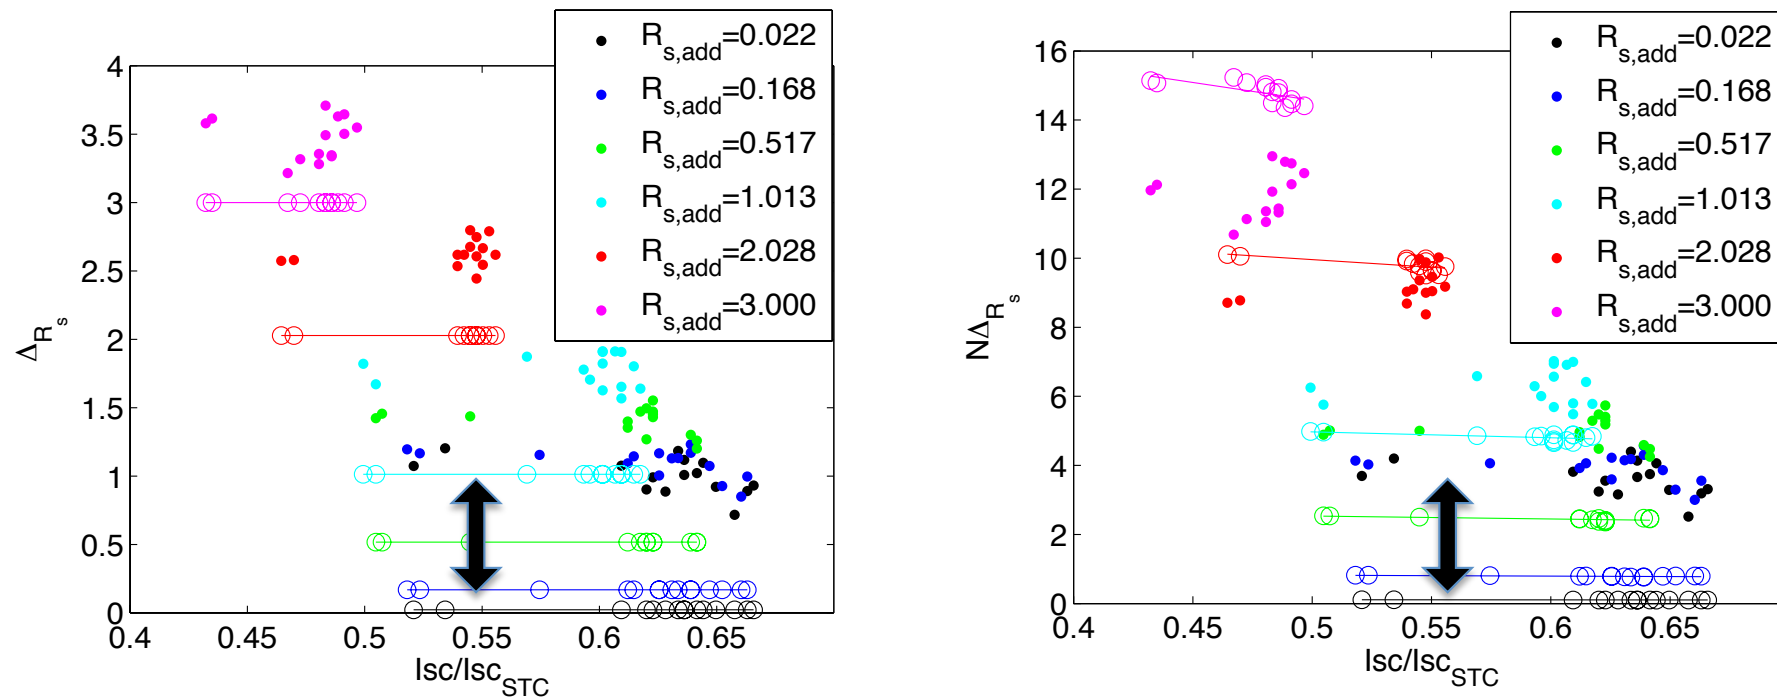 R_s,add=0.022
R_s,add=0.168
R_s,add=0.517
R_s,add=1.013
R_s,add=2.028
R_s,add=3.000
4
3.5
3
2.5
2
1.5
1
0.5
0
0.4
0.45
0.5
0.55
0.6
0.65
Δ_R_s
Isc/Isc_STC
R_s,add=0.022
R_s,add=0.168
R_s,add=0.517
R_s,add=1.013
R_s,add=2.028
R_s,add=3.000
16
14
12
10
8
6
4
2
0
0.4
0.45
0.5
0.55
0.6
0.65
NΔ_R_s
Isc/Isc_STC